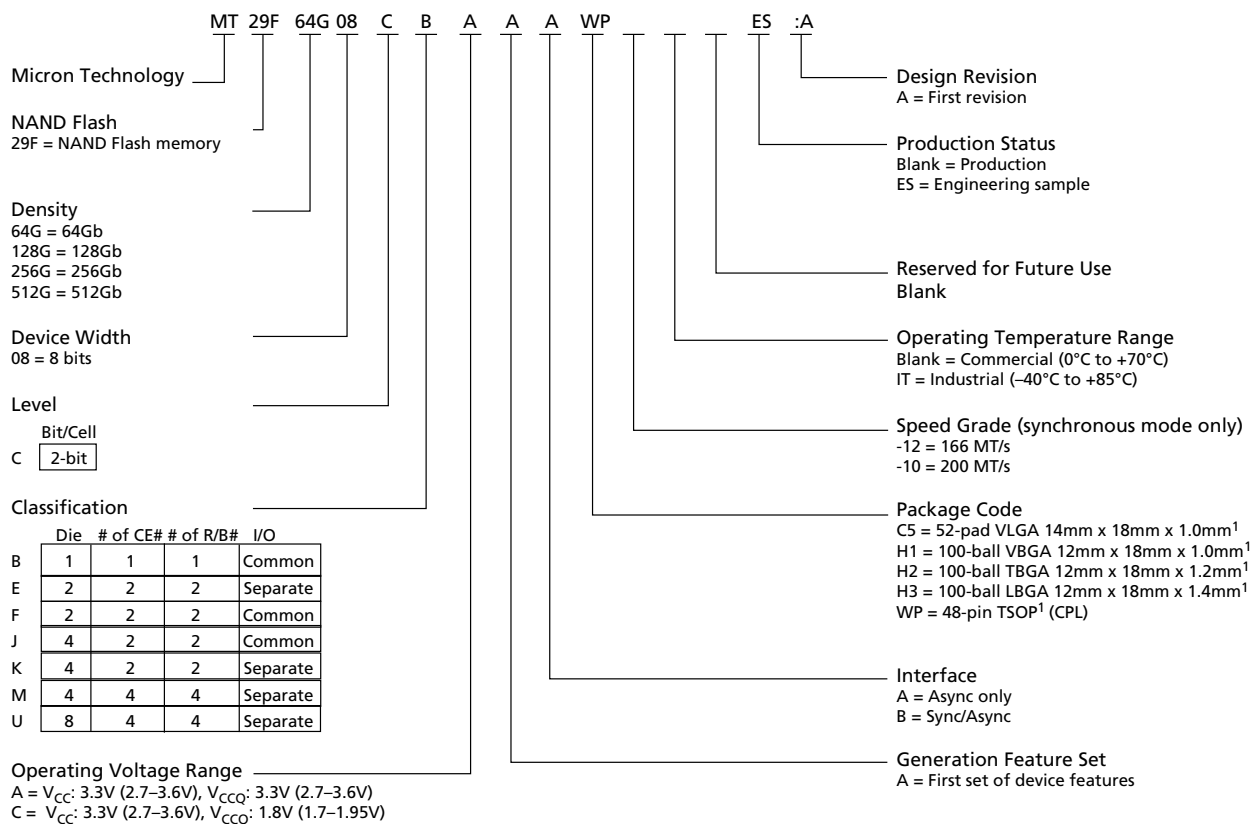 MT 29F 64G 08 C B A A A WP ES :A
Micron Technology
NAND Flash
29F = NAND Flash memory
Density
64G = 64Gb
128G = 128Gb
256G = 256Gb
512G = 512Gb
Device Width
08 = 8 bits
Level
Bit/Cell
C 2-bit
Classification
Die # of CE# # of R/B# I/O
B 1 1 1 Common
E 2 2 2 Separate
F 2 2 2 Common
J 4 2 2 Common
K 4 2 2 Separate
M 4 4 4 Separate
U 8 4 4 Separate
Operating Voltage Range
A = VCC: 3.3V (2.7–3.6V), VCCQ: 3.3V (2.7–3.6V)
C = VCC: 3.3V (2.7–3.6V), VCCQ: 1.8V (1.7–1.95V)
Design Revision
A = First revision
Production Status
Blank = Production
ES = Engineering sample
Reserved for Future Use
Blank
Operating Temperature Range
Blank = Commercial (0°C to +70°C)
IT = Industrial (–40°C to +85°C)
Speed Grade (synchronous mode only)
-12 = 166 MT/s
-10 = 200 MT/s
Package Code
C5 = 52-pad VLGA 14mm x 18mm x 1.0mm1
H1 = 100-ball VBGA 12mm x 18mm x 1.0mm1
H2 = 100-ball TBGA 12mm x 18mm x 1.2mm1
H3 = 100-ball LBGA 12mm x 18mm x 1.4mm1
WP = 48-pin TSOP1 (CPL)
Interface
A = Async only
B = Sync/Async
Generation Feature Set
A = First set of device features